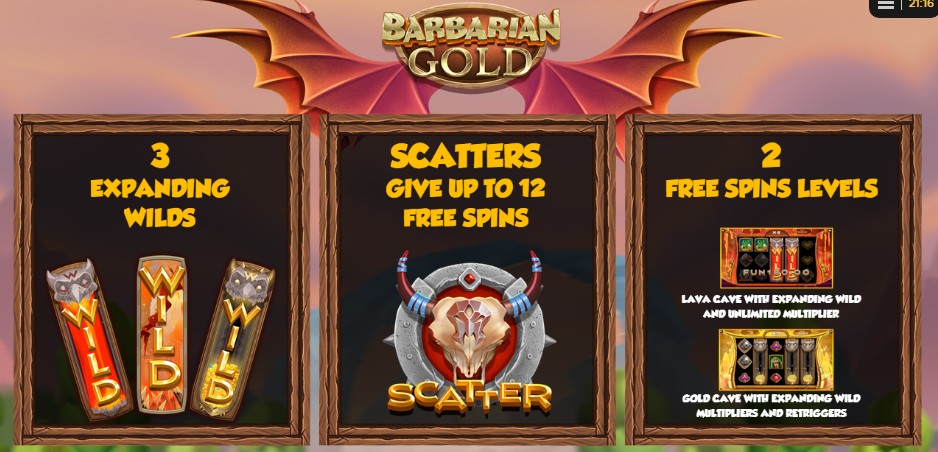 21:16
BARBARIAN
GOLD
3
EXPANDING
WILDS
WILD
WILD
WILD
SCATTERS
GIVE UP TO 12
FREE SPINS
SCATTER
2
FREE SPINS LEVELS
LAVA CAVE WITH EXPANDING WILD
AND UNLIMITED MULTIPLIER
GOLD CAVE WITH EXPANDING WILD
MULTIPLIERS AND RETRIGGERS